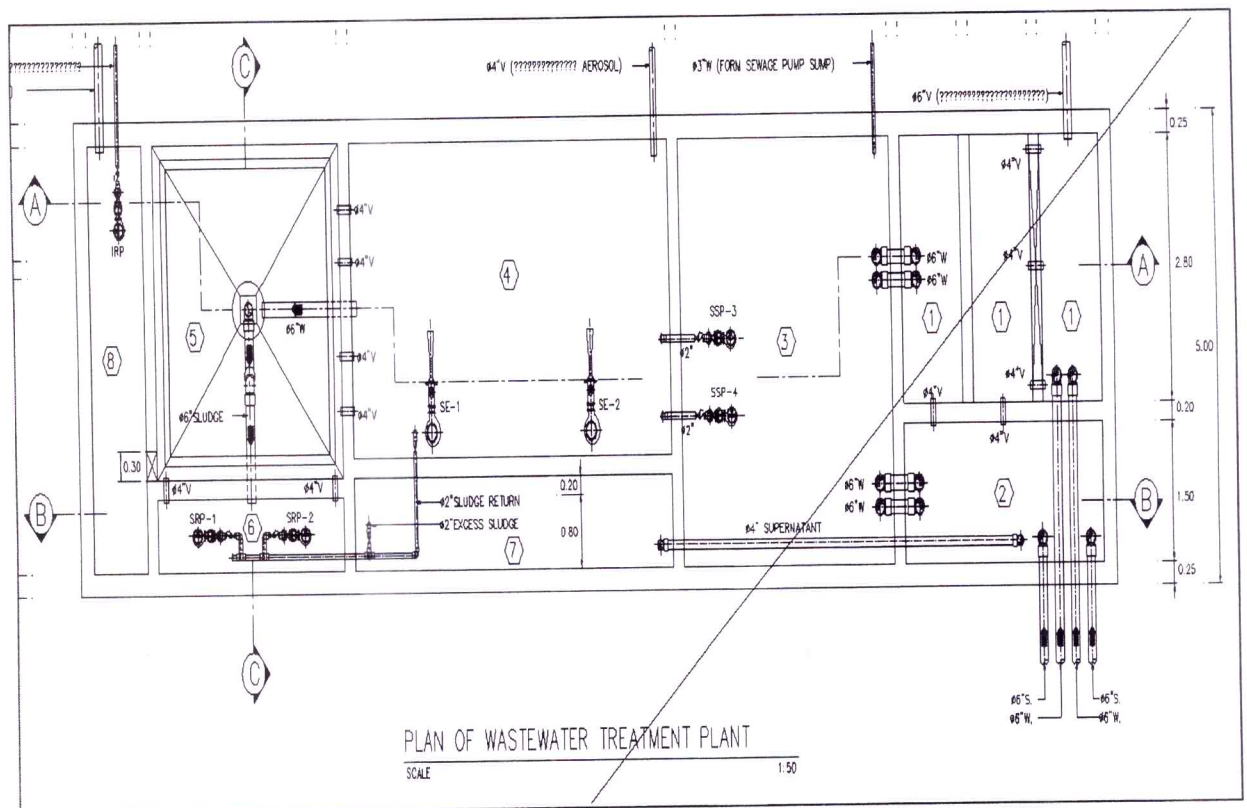 C
????????????????
)
ø4"V (????????????? AEROSOL)
ø3"W (FORM SEWAGE PUMP SUMP)
ø6"V (???????????????????????)
0.25
ø4"V
A
IRP
ø4"V
ø4"V
4
ø6"W
ø6"W
ø4"V
A
2.80
5
ø6"W
SSP-3
3
1
1
1
5.00
8
ø2"
ø4"V
ø4"V
ø6"SLUDGE
SE-1
SE-2
SSP-4
ø2"
ø4"V
ø4"V
0.20
0.30
ø4"V
ø4"V
0.20
ø6"W
ø6"W
2
1.50
B
B
SRP-1
6
SRP-2
ø2"SLUDGE RETURN
ø2"EXCESS SLUDGE
0.80
7
ø4" SUPERNATANT
0.25
C
ø6"S.
ø6"W.
ø6"S.
ø6"W.
PLAN OF WASTEWATER TREATMENT PLANT
SCALE 1:50